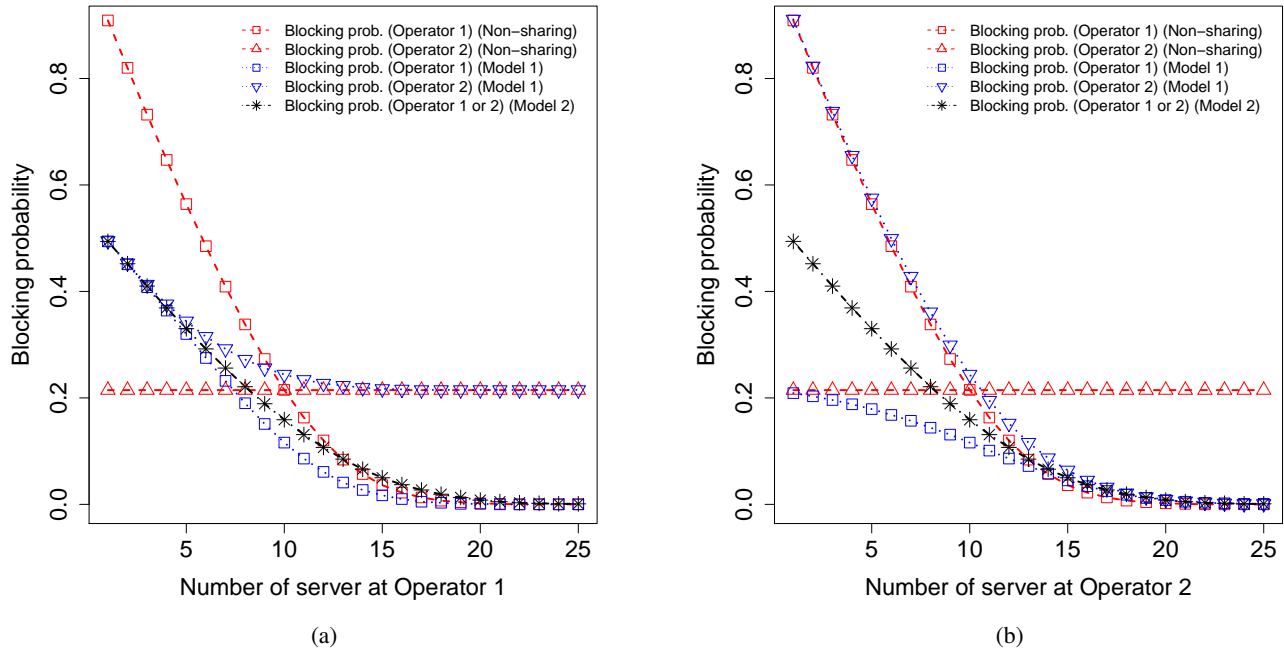 Blocking prob. (Operator 1) (Non−sharing)
Blocking prob. (Operator 2) (Non−sharing)
Blocking prob. (Operator 1) (Model 1)
Blocking prob. (Operator 2) (Model 1)
Blocking prob. (Operator 1 or 2) (Model 2)
Blocking probability
0.8
0.6
0.4
0.2
0.0
5 10 15 20 25
Number of server at Operator 1
(a)
Blocking prob. (Operator 1) (Non−sharing)
Blocking prob. (Operator 2) (Non−sharing)
Blocking prob. (Operator 1) (Model 1)
Blocking prob. (Operator 2) (Model 1)
Blocking prob. (Operator 1 or 2) (Model 2)
Blocking probability
0.8
0.6
0.4
0.2
0.0
5 10 15 20 25
Number of server at Operator 2
(b)